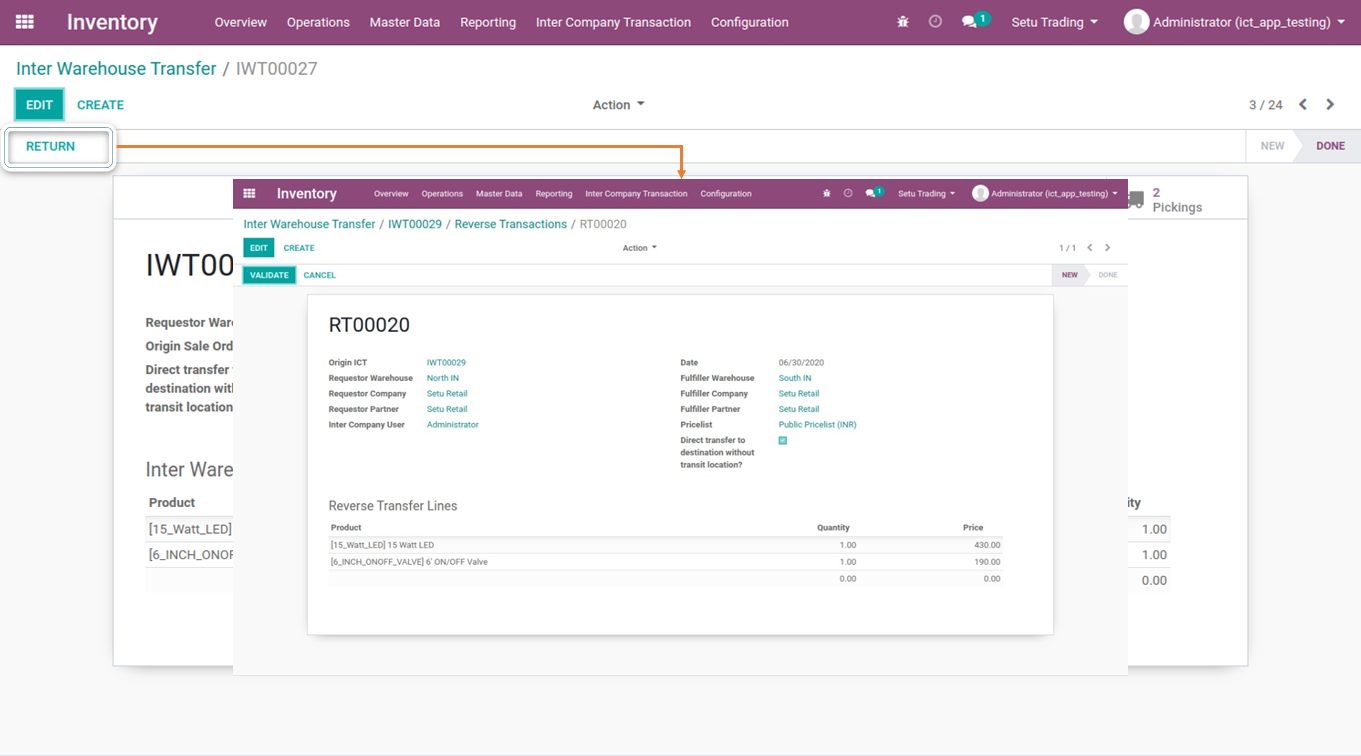 Inventory Overview Operations Master Data Reporting Inter Company Transaction Configuration 1 Setu Trading Administrator (ict_app_testing)
Inter Warehouse Transfer / IWT00027
EDIT CREATE Action 3 / 24
RETURN NEW DONE
2
Pickings
IWT00
Requestor War
Origin Sale Ord
Direct transfer
destination wit
transit location
Inter Ware
Product ity
[15_Watt_LED] 1.00
[6_INCH_ONOF 1.00
0.00
Inventory Overview Operations Master Data Reporting Inter Company Transaction Configuration 1 Setu Trading Administrator (ict_app_testing)
Inter Warehouse Transfer / IWT00029 / Reverse Transactions / RT00020
EDIT CREATE Action 1 / 1
VALIDATE CANCEL NEW DONE
RT00020
Origin ICT IWT00029 Date 06/30/2020
Requestor Warehouse North IN Fulfiller Warehouse South IN
Requestor Company Setu Retail Fulfiller Company Setu Retail
Requestor Partner Setu Retail Fulfiller Partner Setu Retail
Inter Company User Administrator Pricelist Public Pricelist (INR)
Direct transfer to
destination without
transit location?
Reverse Transfer Lines
Product Quantity Price
[15_Watt_LED] 15 Watt LED 1.00 430.00
[6_INCH_ONOFF_VALVE] 6' ON/OFF Valve 1.00 190.00
0.00 0.00